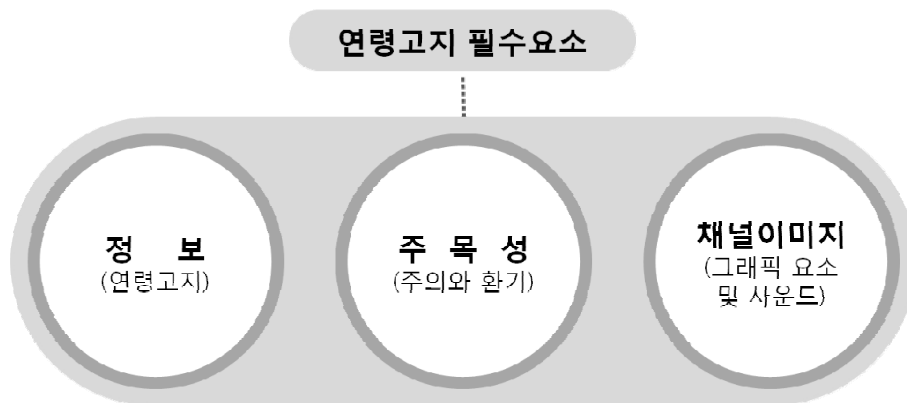 연령고지 필수요소
정 보
(연령고지)
주 목 성
(주의와 환기)
채널이미지
(그래픽 요소
및 사운드)